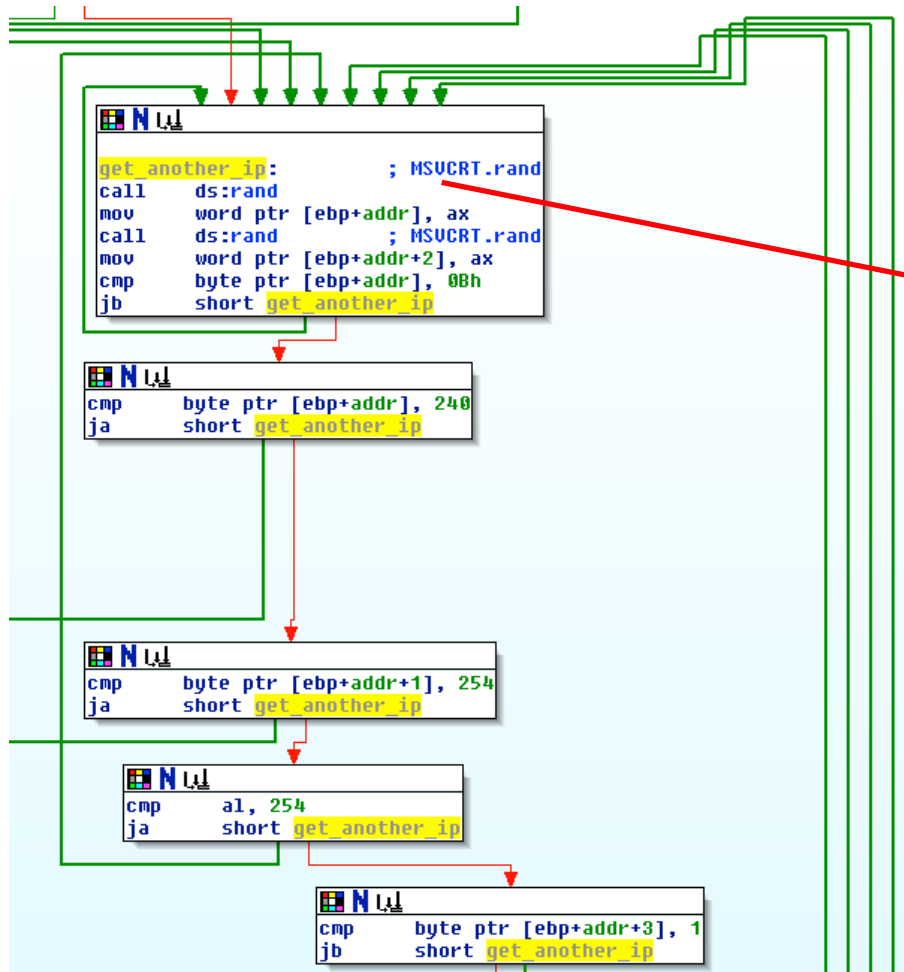 get_another_ip: ; MSVCRT.rand
call ds:rand
mov word ptr [ebp+addr], ax
call ds:rand ; MSVCRT.rand
mov word ptr [ebp+addr+2], ax
cmp byte ptr [ebp+addr], 0Bh
jb short get_another_ip
cmp byte ptr [ebp+addr], 240
ja short get_another_ip
cmp byte ptr [ebp+addr+1], 254
ja short get_another_ip
cmp al, 254
ja short get_another_ip
cmp byte ptr [ebp+addr+3], 1
jb short get_another_ip